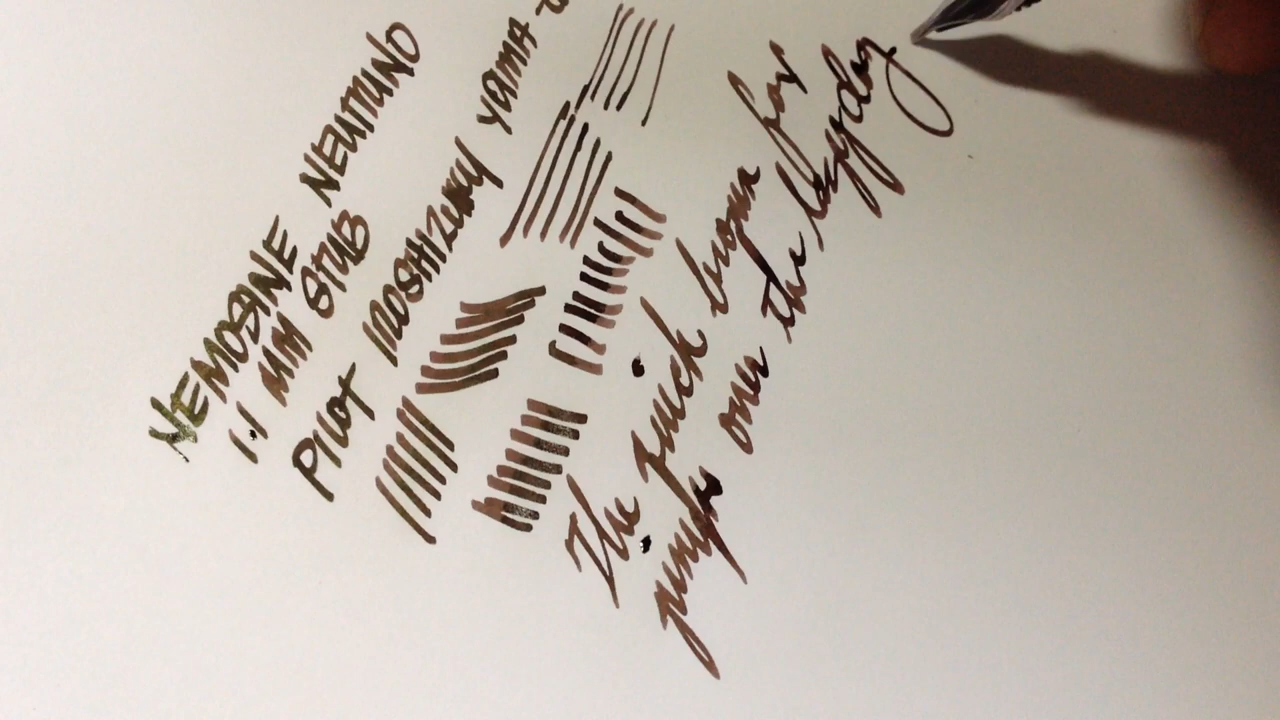 NEMOSINE NEUTRINO
1.1 MM STUB
PILOT IROSHIZUKU YAMA-
The quick brown fox
jumps over the lazy dog